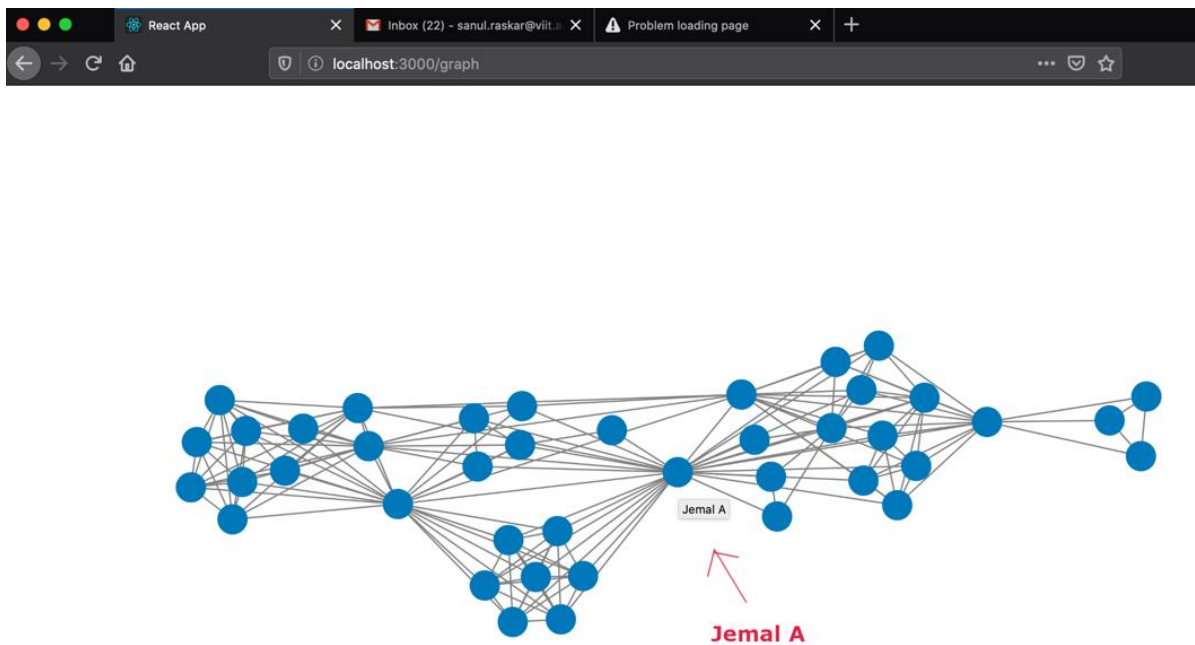 React App
Inbox (22) - sanul.raskar@viit.a
Problem loading page
localhost:3000/graph
Jemal A
Jemal A